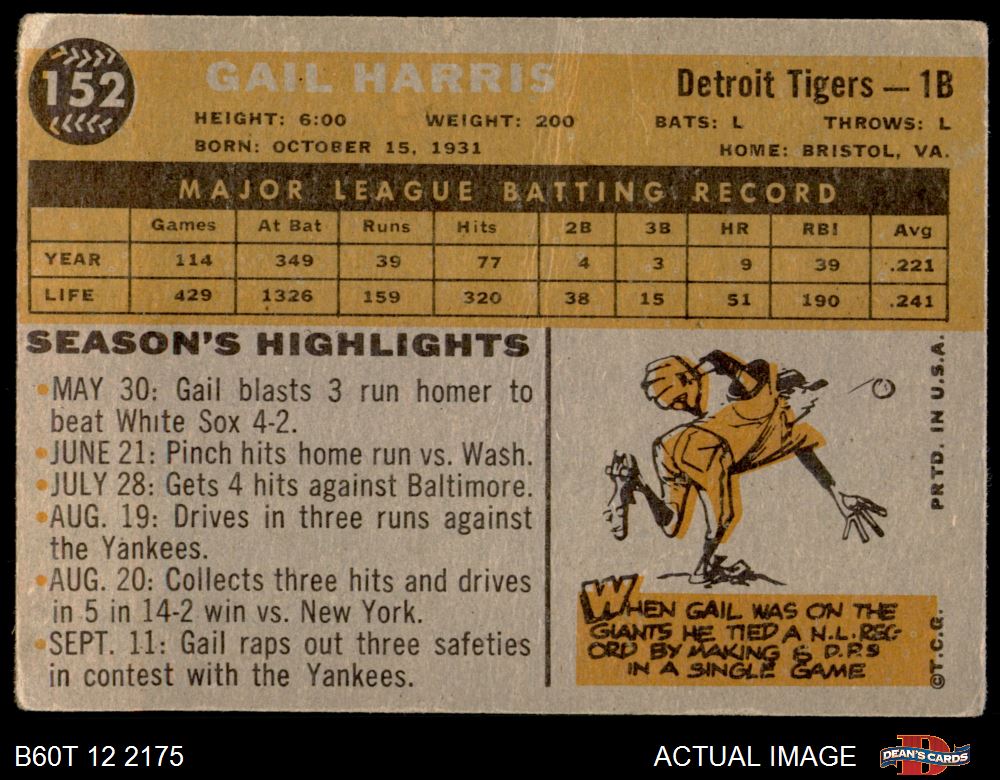 152
GAIL HARRIS
Detroit Tigers — 1B
HEIGHT: 6:00 WEIGHT: 200 BATS: L THROWS: L
BORN: OCTOBER 15, 1931 HOME: BRISTOL, VA.
MAJOR LEAGUE BATTING RECORD
Games At Bat Runs Hits 2B 3B HR RBI Avg
YEAR 114 349 39 77 4 3 9 39 .221
LIFE 429 1326 159 320 38 15 51 190 .241
SEASON'S HIGHLIGHTS
•MAY 30: Gail blasts 3 run homer to
beat White Sox 4-2.
•JUNE 21: Pinch hits home run vs. Wash.
•JULY 28: Gets 4 hits against Baltimore.
•AUG. 19: Drives in three runs against
the Yankees.
•AUG. 20: Collects three hits and drives
in 5 in 14-2 win vs. New York.
•SEPT. 11: Gail raps out three safeties
in contest with the Yankees.
WHEN GAIL WAS ON THE
GIANTS HE TIED A N.L. REC-
ORD BY MAKING 6 D.P.S
IN A SINGLE GAME
PRTD. IN U.S.A.
©T.C.G.
B60T 12 2175
ACTUAL IMAGE
DEAN'S CARDS